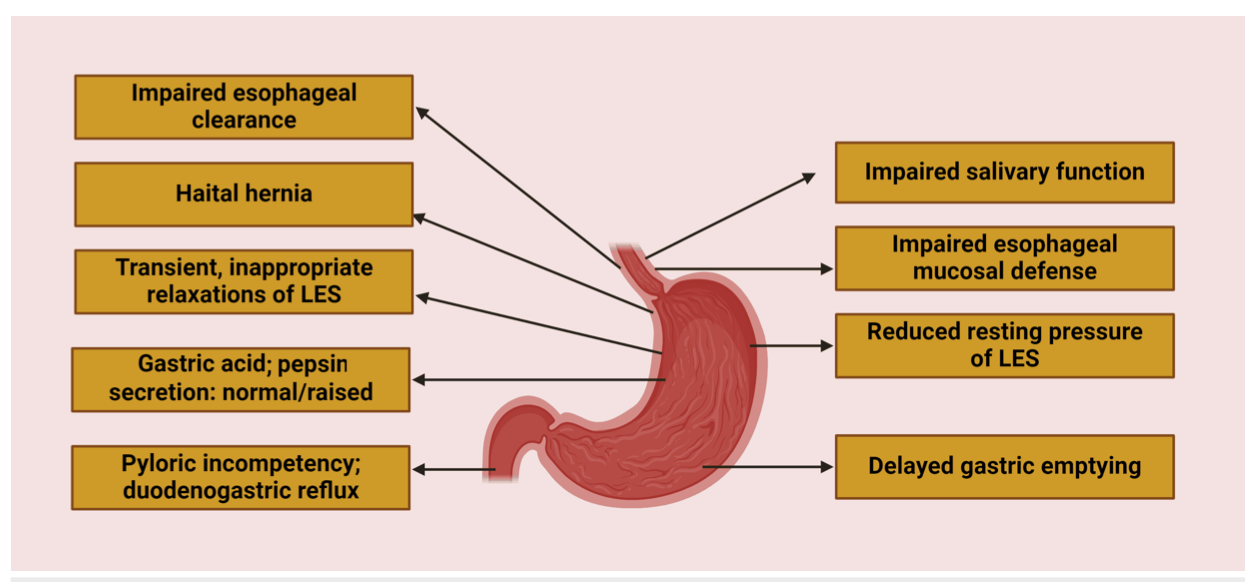 Impaired esophageal
clearance
Haital hernia
Transient, inappropriate
relaxations of LES
Gastric acid; pepsin
secretion: normal/raised
Pyloric incompetency;
duodenogastric reflux
Impaired salivary function
Impaired esophageal
mucosal defense
Reduced resting pressure
of LES
Delayed gastric emptying